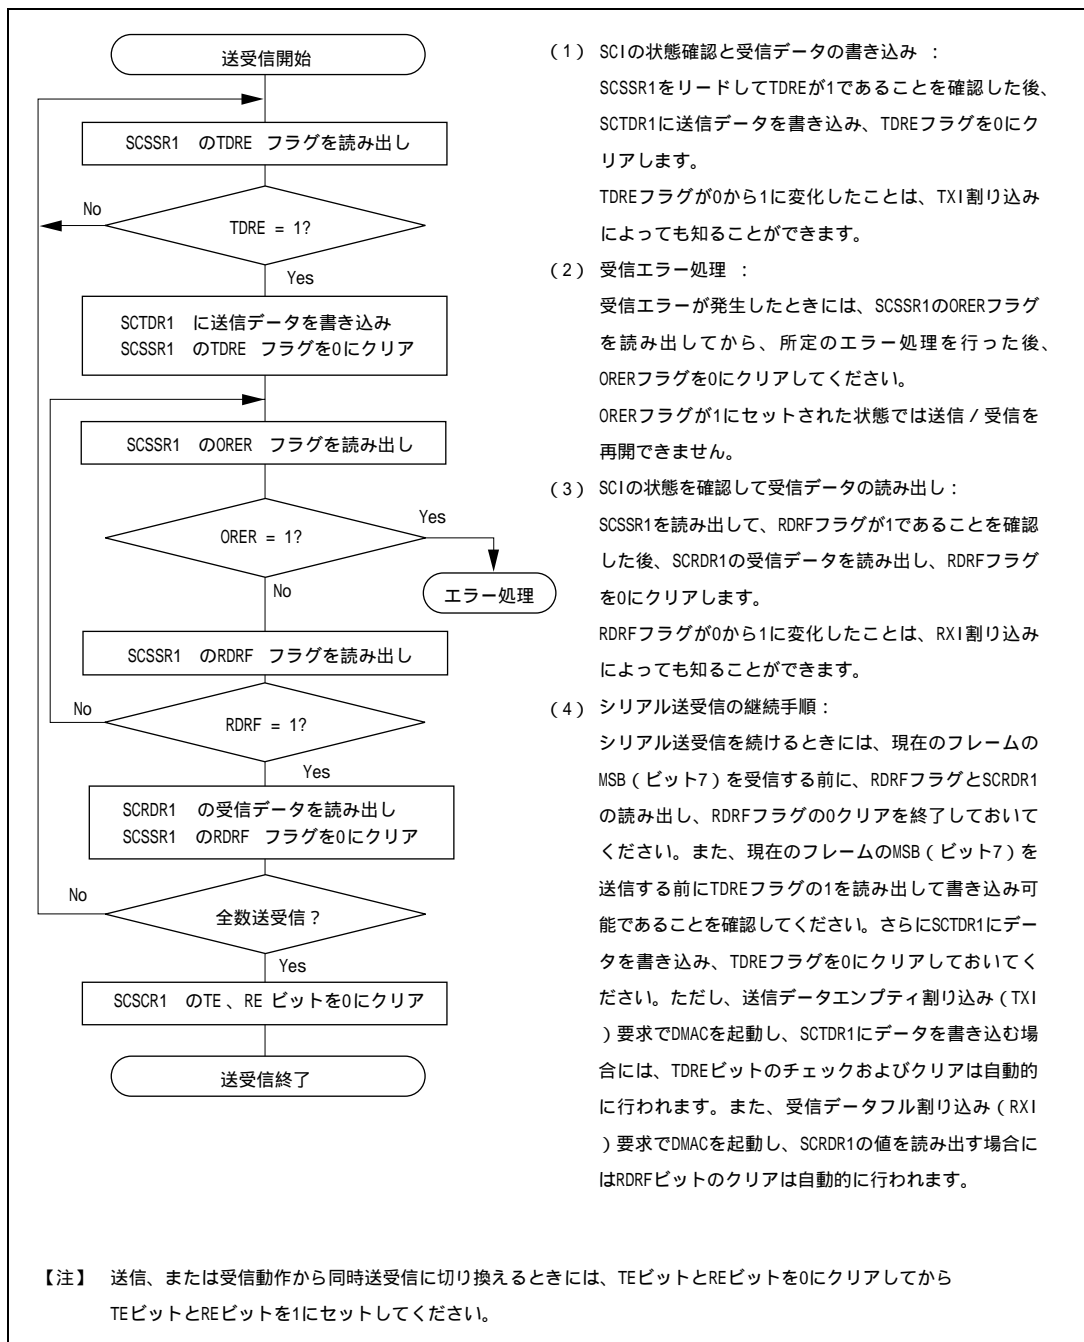 送受信開始
SCSSR1 のTDRE フラグを読み出し
No
TDRE = 1?
Yes
SCTDR1 に送信データを書き込み
SCSSR1 のTDRE フラグを0にクリア
SCSSR1 のORER フラグを読み出し
Yes
ORER = 1?
No
エラー処理
SCSSR1 のRDRF フラグを読み出し
No
RDRF = 1?
Yes
SCRDR1 の受信データを読み出し
SCSSR1 のRDRF フラグを0にクリア
No
全数送受信？
Yes
SCSCR1 のTE、RE ビットを0にクリア
送受信終了
（1） SCIの状態確認と受信データの書き込み ：
SCSSR1をリードしてTDREが1であることを確認した後、
SCTDR1に送信データを書き込み、TDREフラグを0にク
リアします。
TDREフラグが0から1に変化したことは、TXI割り込み
によっても知ることができます。
（2） 受信エラー処理 ：
受信エラーが発生したときには、SCSSR1のORERフラグ
を読み出してから、所定のエラー処理を行った後、
ORERフラグを0にクリアしてください。
ORERフラグが1にセットされた状態では送信／受信を
再開できません。
（3） SCIの状態を確認して受信データの読み出し：
SCSSR1を読み出して、RDRFフラグが1であることを確認
した後、SCRDR1の受信データを読み出し、RDRFフラグ
を0にクリアします。
RDRFフラグが0から1に変化したことは、RXI割り込み
によっても知ることができます。
（4） シリアル送受信の継続手順：
シリアル送受信を続けるときには、現在のフレームの
MSB（ビット7）を受信する前に、RDRFフラグとSCRDR1
の読み出し、RDRFフラグの0クリアを終了しておいて
ください。また、現在のフレームのMSB（ビット7）を
送信する前にTDREフラグの1を読み出して書き込み可
能であることを確認してください。さらにSCTDR1にデー
タを書き込み、TDREフラグを0にクリアしておいてく
ださい。ただし、送信データエンプティ割り込み（TXI
）要求でDMACを起動し、SCTDR1にデータを書き込む場
合には、TDREビットのチェックおよびクリアは自動的
に行われます。また、受信データフル割り込み（RXI
）要求でDMACを起動し、SCRDR1の値を読み出す場合に
はRDRFビットのクリアは自動的に行われます。
【注】 送信、または受信動作から同時送受信に切り換えるときには、TEビットとREビットを0にクリアしてから
TEビットとREビットを1にセットしてください。